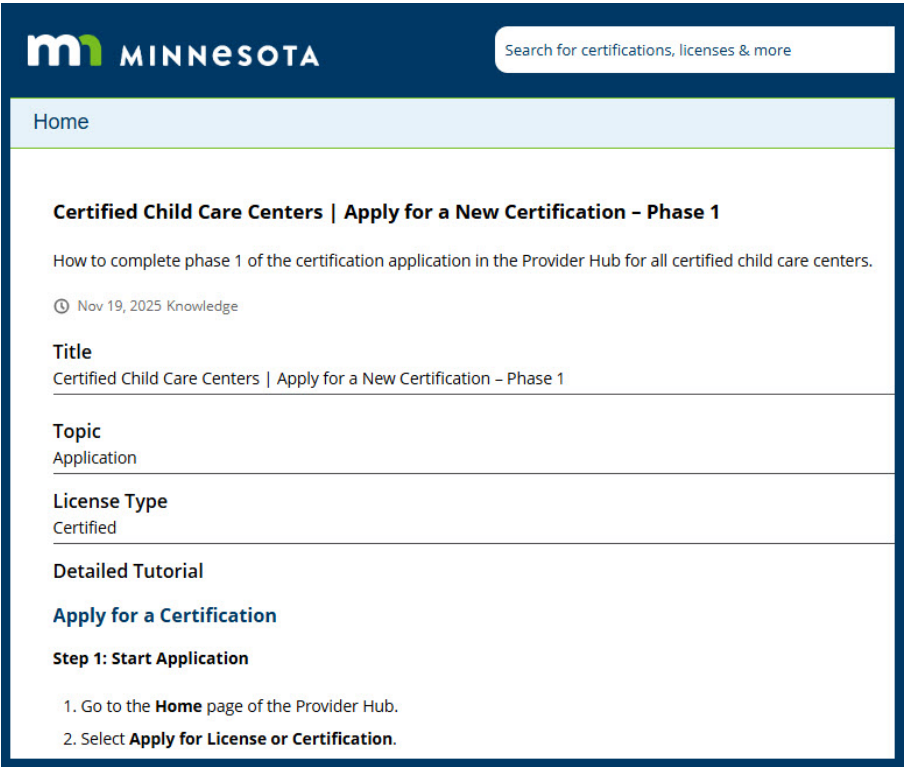 mn MINNESOTA
Search for certifications, licenses & more
Home
Certified Child Care Centers | Apply for a New Certification – Phase 1
How to complete phase 1 of the certification application in the Provider Hub for all certified child care centers.
Nov 19, 2025 Knowledge
Title
Certified Child Care Centers | Apply for a New Certification – Phase 1
Topic
Application
License Type
Certified
Detailed Tutorial
Apply for a Certification
Step 1: Start Application
1. Go to the Home page of the Provider Hub.
2. Select Apply for License or Certification.